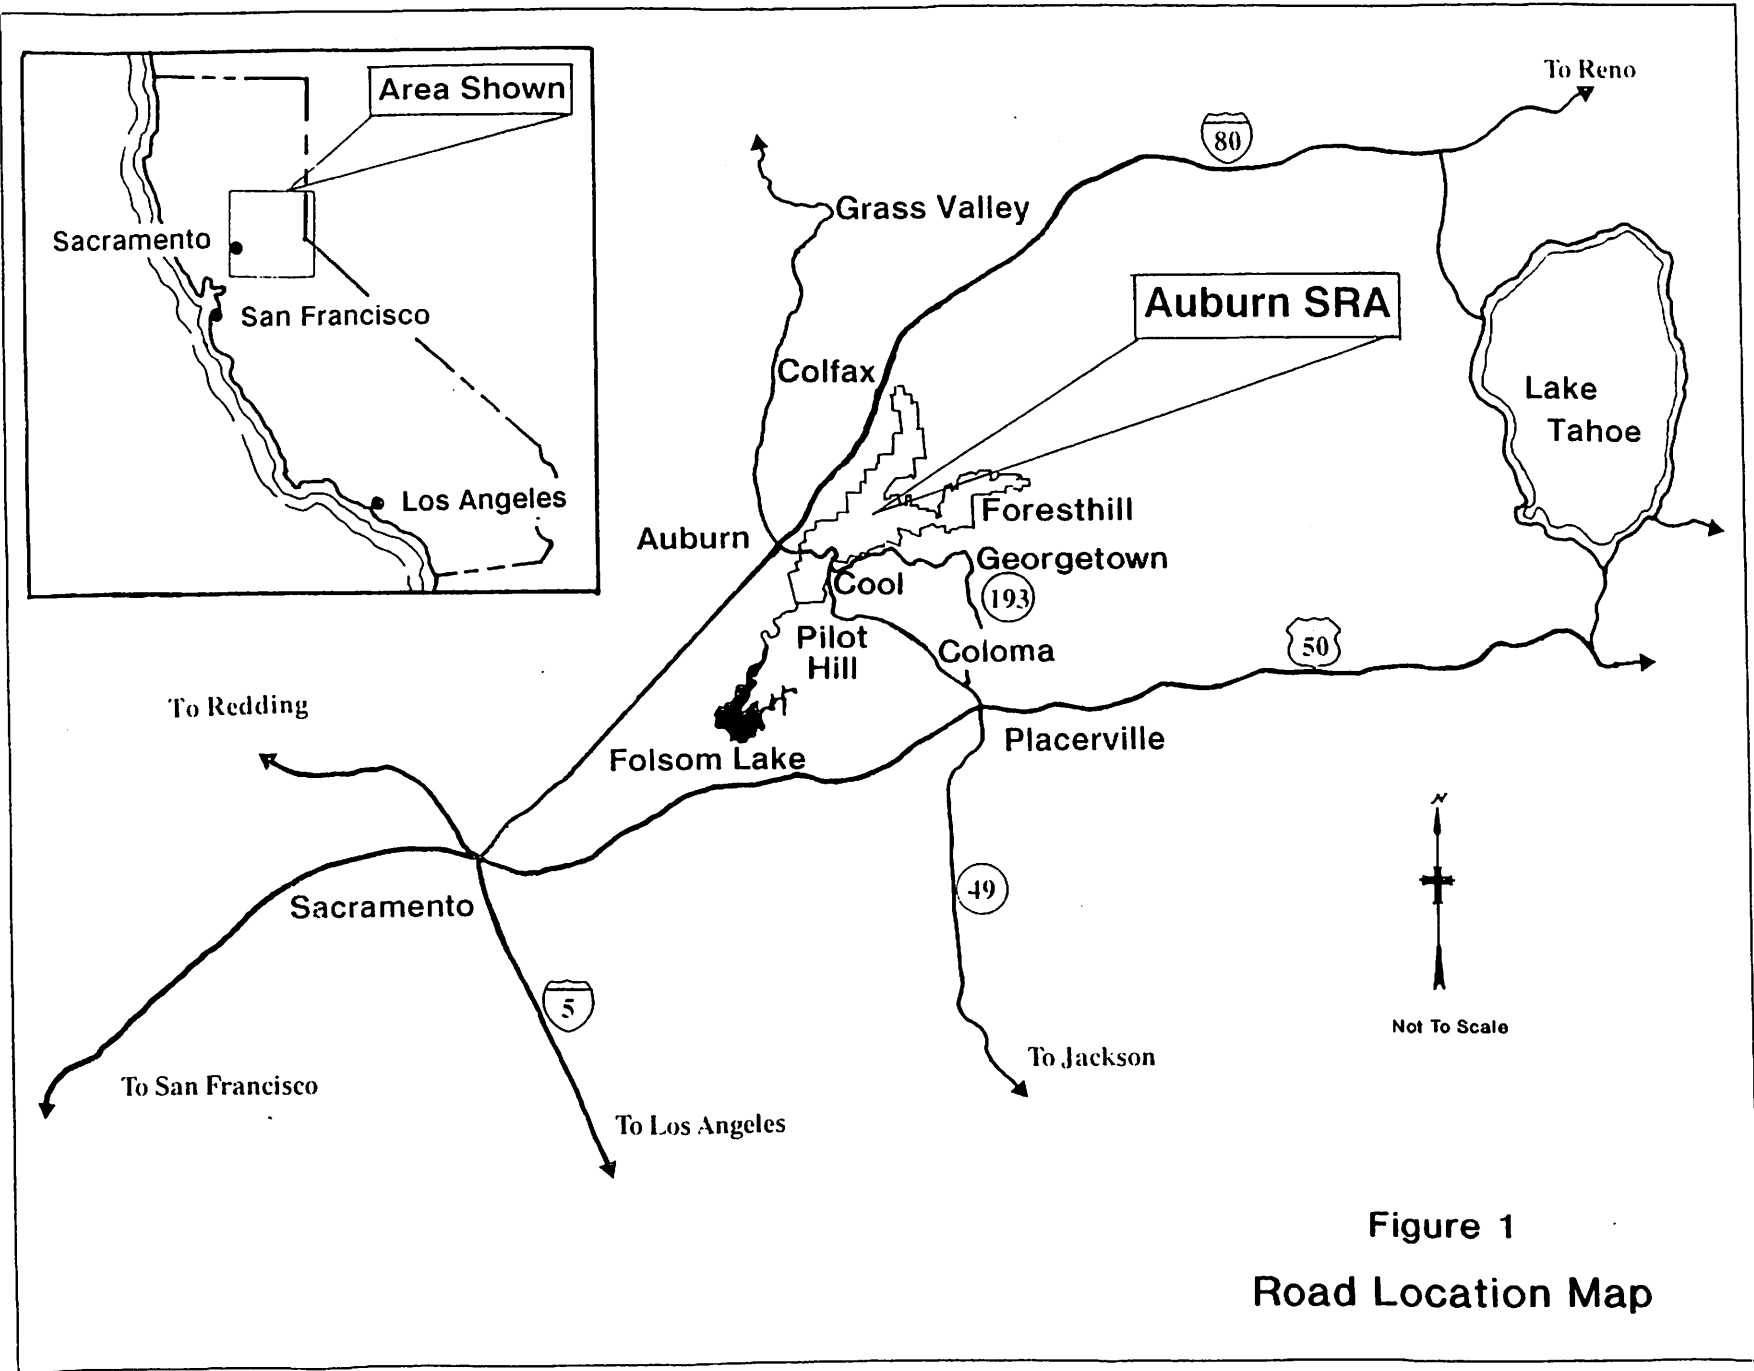 Area Shown
Sacramento
San Francisco
Los Angeles
To Reno
80
Grass Valley
Auburn SRA
Colfax
Lake
Tahoe
Foresthill
Auburn
Georgetown
Cool
193
Pilot
Hill
Coloma
50
To Redding
Folsom Lake
Placerville
N
49
Sacramento
5
Not To Scale
To Jackson
To San Francisco
To Los Angeles
Figure 1
Road Location Map